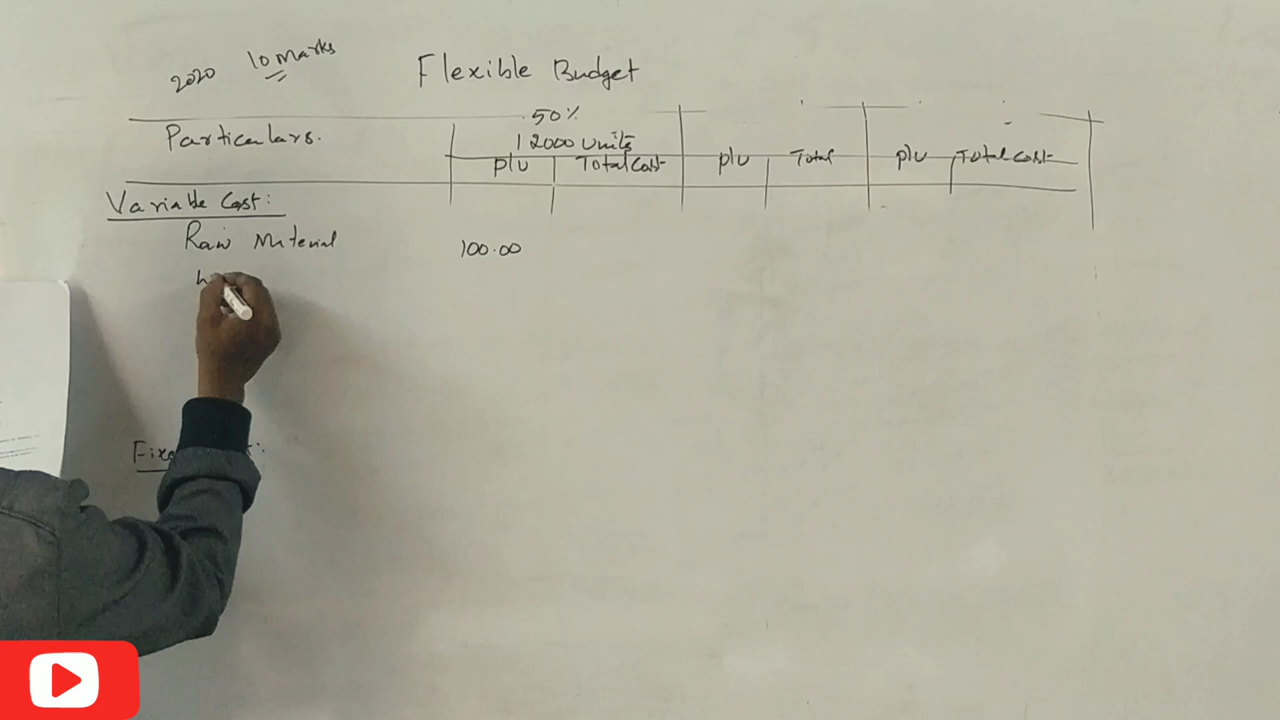 2020 10 Marks
Flexible Budget
50%
Particulars. 12000 Units
P/U Total Cost P/U Total P/U Total Cost
Variable Cost:
Raw Material 100.00